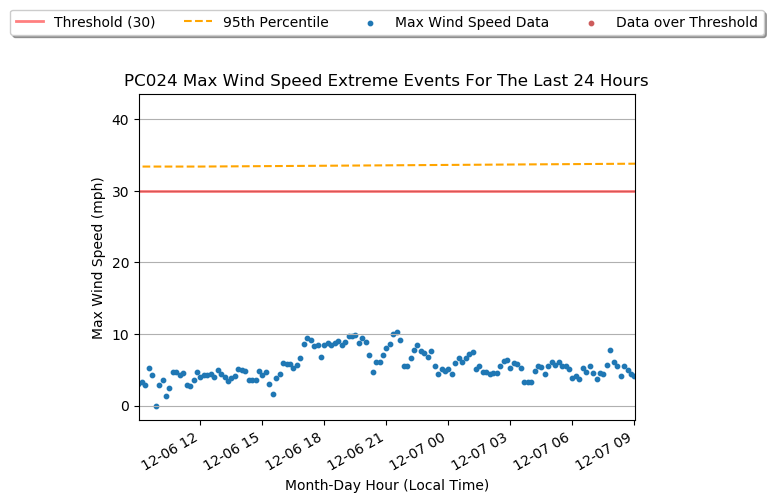 Threshold (30) 95th Percentile Max Wind Speed Data Data over Threshold
PC024 Max Wind Speed Extreme Events For The Last 24 Hours
Max Wind Speed (mph)
40
30
20
10
0
12-06 12 12-06 15 12-06 18 12-06 21 12-07 00 12-07 03 12-07 06 12-07 09
Month-Day Hour (Local Time)